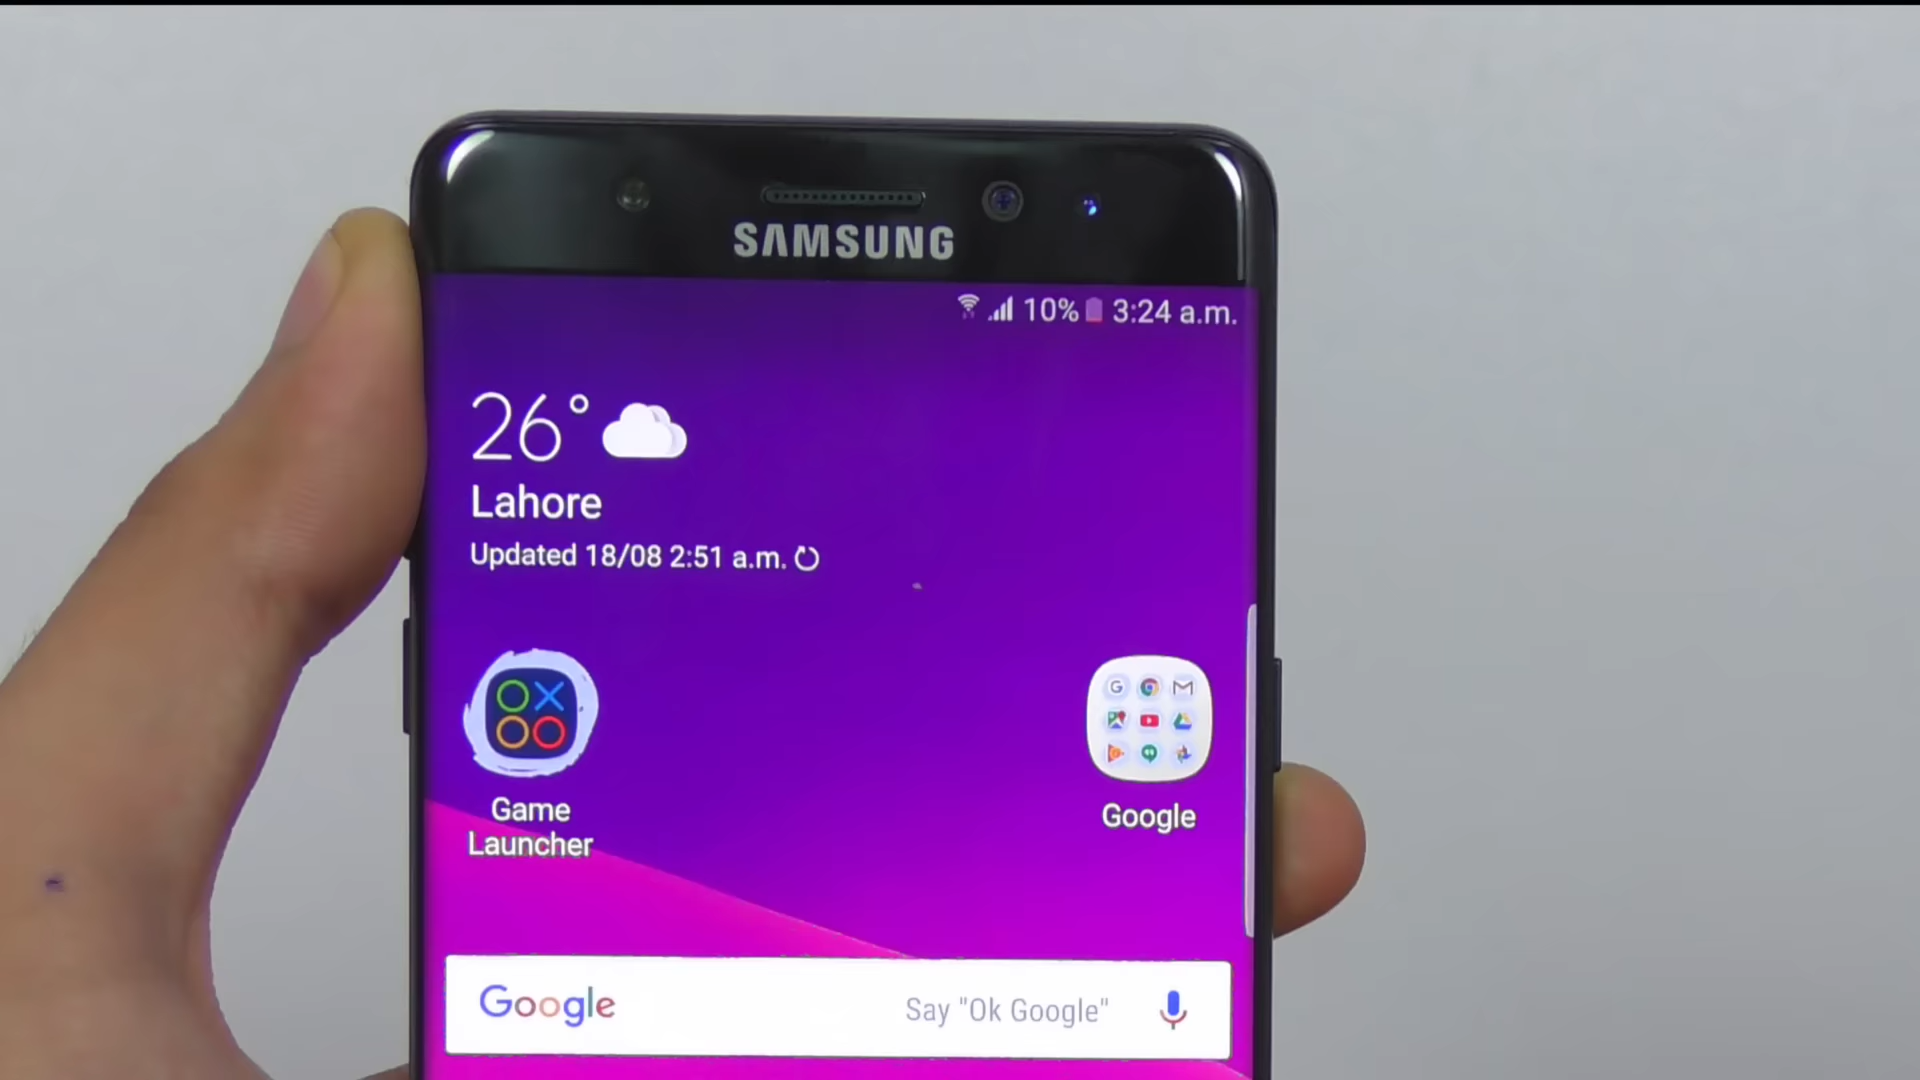 SAMSUNG
10% 3:24 a.m.
26°
Lahore
Updated 18/08 2:51 a.m.
Game
Launcher
Google
Google Say "Ok Google"